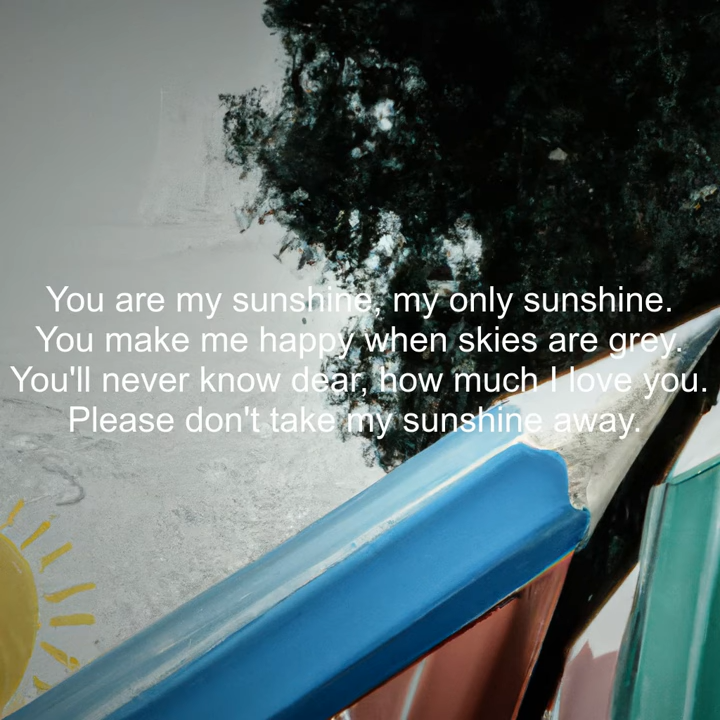 You are my sunshine, my only sunshine.
You make me happy when skies are grey.
You'll never know dear, how much I love you.
Please don't take my sunshine away.